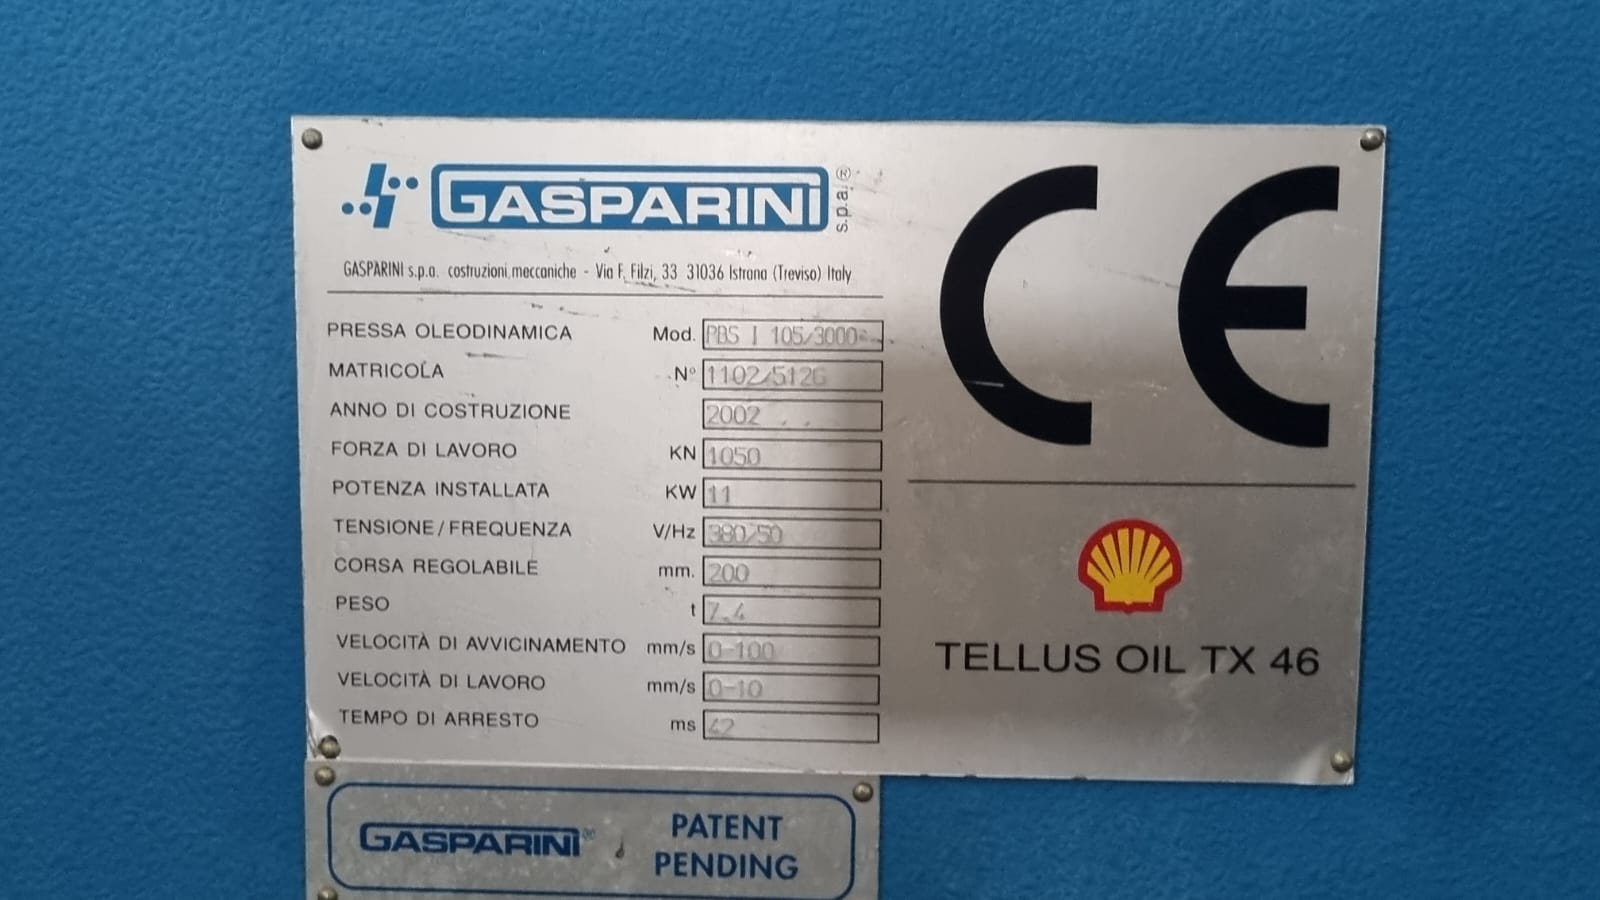 GASPARINI s.p.a.®
GASPARINI s.p.a. costruzioni meccaniche - Via F. Filzi, 33 31036 Istrana (Treviso) Italy
PRESSA OLEODINAMICA Mod. PBS I 105/3000
MATRICOLA N° 1102/5126
ANNO DI COSTRUZIONE 2002
FORZA DI LAVORO KN 1050
POTENZA INSTALLATA KW 11
TENSIONE/FREQUENZA V/Hz 380/50
CORSA REGOLABILE mm. 200
PESO t 7.4
VELOCITÀ DI AVVICINAMENTO mm/s 0-100
VELOCITÀ DI LAVORO mm/s 0-10
TEMPO DI ARRESTO ms 42
CE
TELLUS OIL TX 46
GASPARINI®
PATENT
PENDING